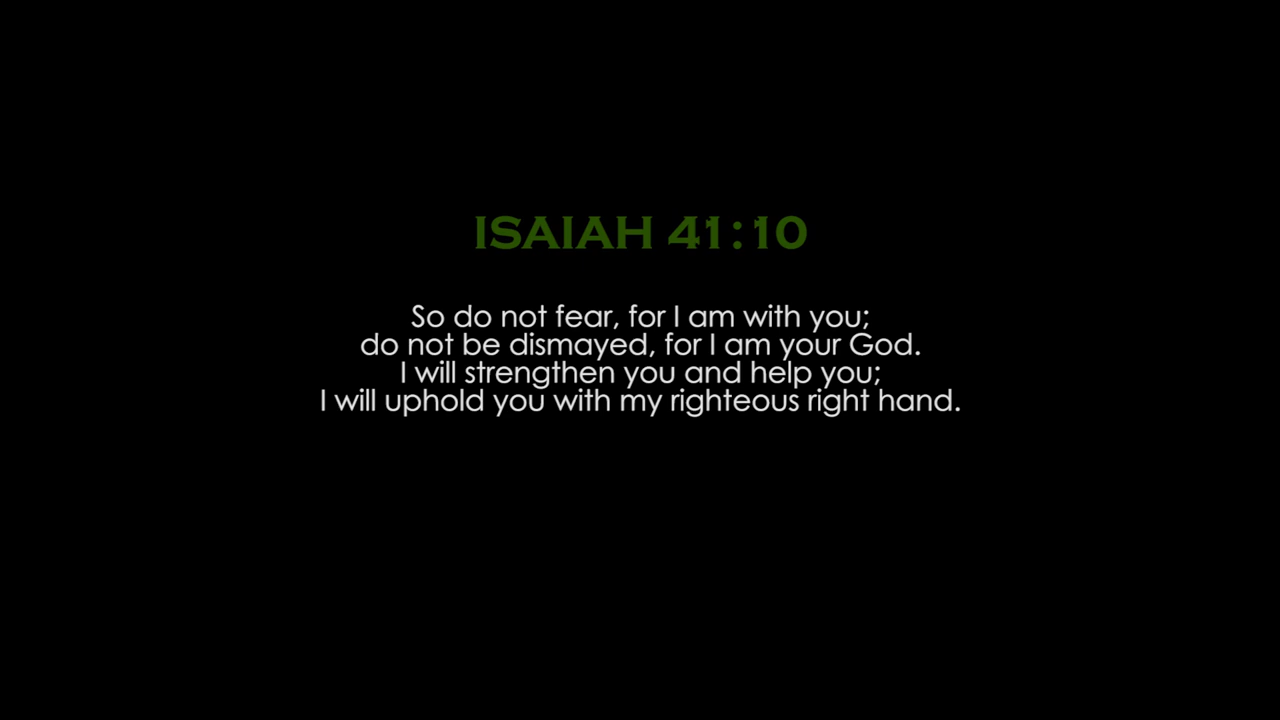 ISAIAH 41:10
So do not fear, for I am with you;
do not be dismayed, for I am your God.
I will strengthen you and help you;
I will uphold you with my righteous right hand.